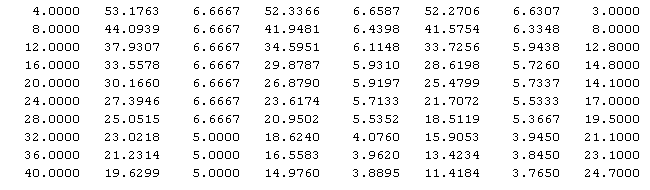 4.0000 53.1763 6.6667 52.3366 6.6587 52.2706 6.6307 3.0000
8.0000 44.0939 6.6667 41.9481 6.4398 41.5754 6.3348 8.0000
12.0000 37.9307 6.6667 34.5951 6.1148 33.7256 5.9438 12.8000
16.0000 33.5578 6.6667 29.8787 5.9310 28.6198 5.7260 14.8000
20.0000 30.1660 6.6667 26.8790 5.9197 25.4799 5.7337 14.1000
24.0000 27.3946 6.6667 23.6174 5.7133 21.7072 5.5333 17.0000
28.0000 25.0515 6.6667 20.9502 5.5352 18.5119 5.3667 19.5000
32.0000 23.0218 5.0000 18.6240 4.0760 15.9053 3.9450 21.1000
36.0000 21.2314 5.0000 16.5583 3.9620 13.4234 3.8450 23.1000
40.0000 19.6299 5.0000 14.9760 3.8895 11.4184 3.7650 24.7000